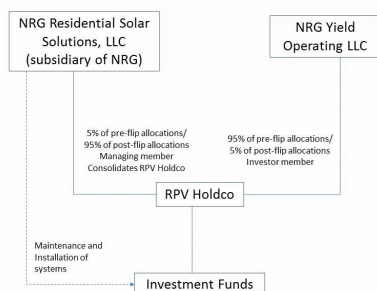 NRG Residential Solar
Solutions, LLC
(subsidiary of NRG)
NRG Yield
Operating LLC
5% of pre-flip allocations/
95% of post-flip allocations
Managing member
Consolidates RPV Holdco
95% of pre-flip allocations/
5% of post-flip allocations
Investor member
RPV Holdco
Maintenance and
Installation of
systems
Investment Funds